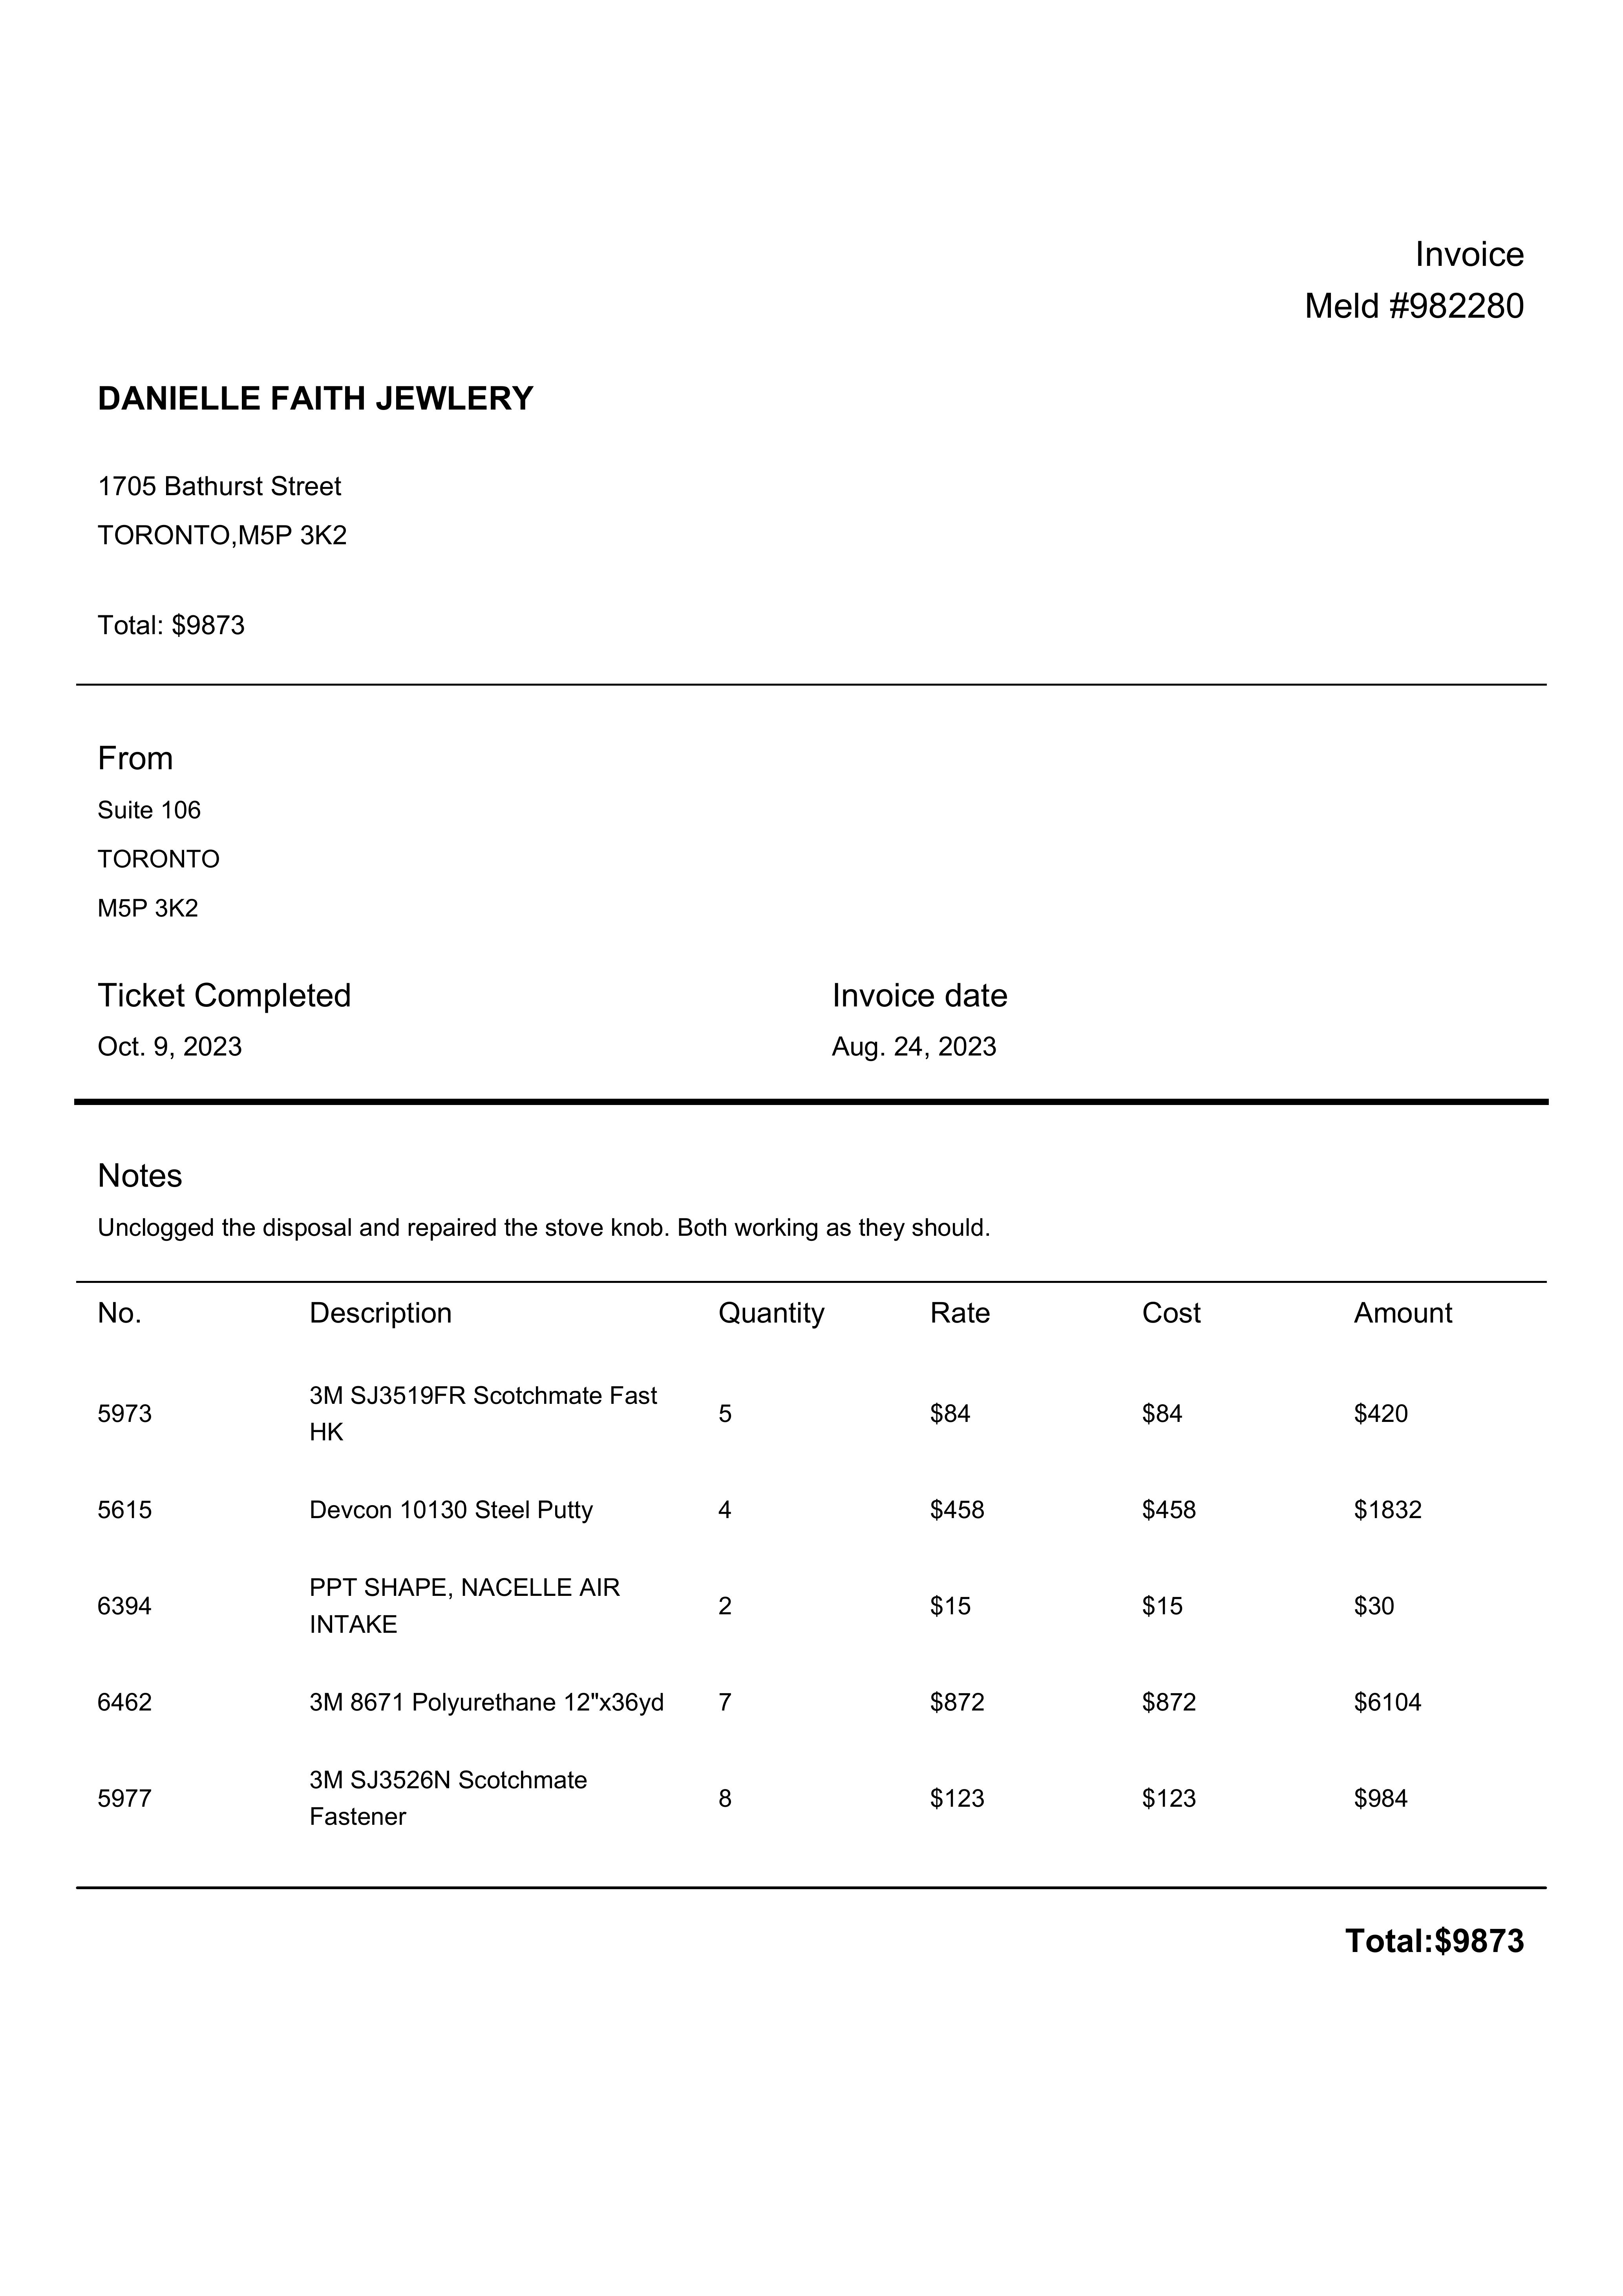 Invoice
Meld #982280
DANIELLE FAITH JEWLERY
1705 Bathurst Street
TORONTO,M5P 3K2
Total: $9873
From
Suite 106
TORONTO
M5P 3K2
Ticket Completed Invoice date
Oct. 9, 2023 Aug. 24, 2023
Notes
Unclogged the disposal and repaired the stove knob. Both working as they should.
No. Description Quantity Rate Cost Amount
5973 3M SJ3519FR Scotchmate Fast HK 5 $84 $84 $420
5615 Devcon 10130 Steel Putty 4 $458 $458 $1832
6394 PPT SHAPE, NACELLE AIR INTAKE 2 $15 $15 $30
6462 3M 8671 Polyurethane 12"x36yd 7 $872 $872 $6104
5977 3M SJ3526N Scotchmate Fastener 8 $123 $123 $984
Total:$9873